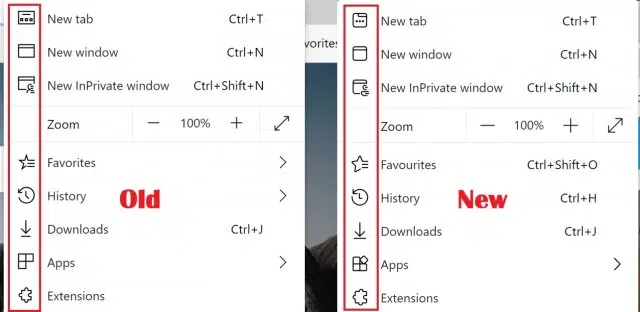 New tab Ctrl+T
New window Ctrl+N
New InPrivate window Ctrl+Shift+N
Zoom — 100% +
Favorites
History
Downloads Ctrl+J
Apps
Extensions
Old
vorites
New tab Ctrl+T
New window Ctrl+N
New InPrivate window Ctrl+Shift+N
Zoom — 100% +
Favourites Ctrl+Shift+O
History Ctrl+H
Downloads Ctrl+J
Apps
Extensions
New